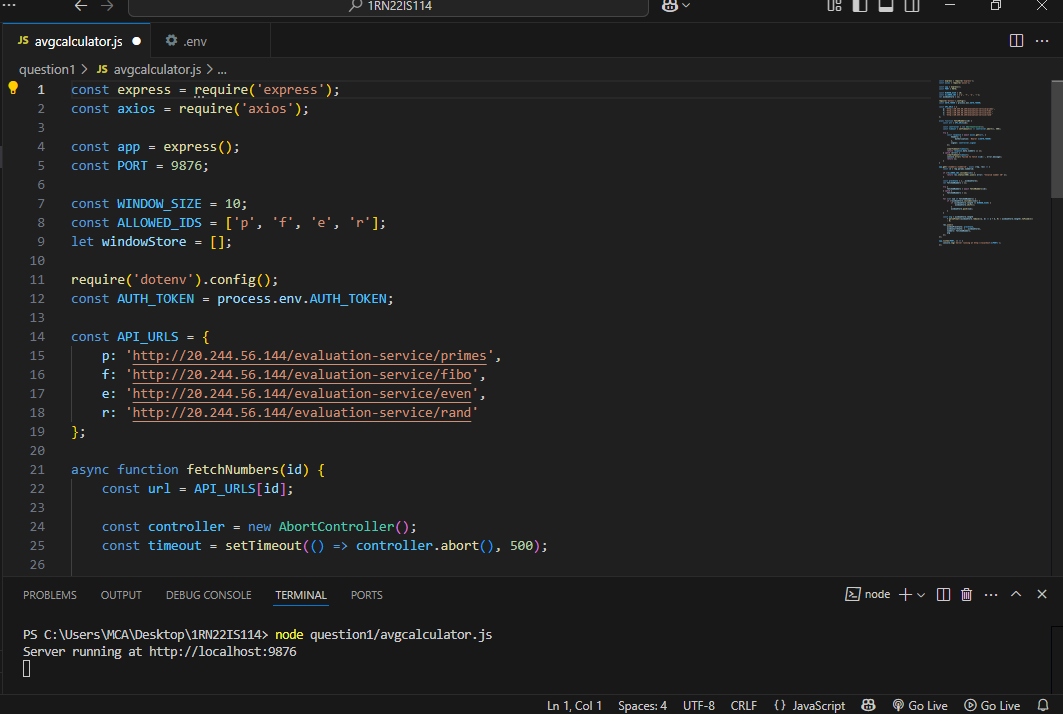 1RN22IS114
JS avgcalculator.js
.env
question1 > JS avgcalculator.js > ...
1 const express = require('express');
2 const axios = require('axios');
3
4 const app = express();
5 const PORT = 9876;
6
7 const WINDOW_SIZE = 10;
8 const ALLOWED_IDS = ['p', 'f', 'e', 'r'];
9 let windowStore = [];
10
11 require('dotenv').config();
12 const AUTH_TOKEN = process.env.AUTH_TOKEN;
13
14 const API_URLS = {
15 p: 'http://20.244.56.144/evaluation-service/primes',
16 f: 'http://20.244.56.144/evaluation-service/fibo',
17 e: 'http://20.244.56.144/evaluation-service/even',
18 r: 'http://20.244.56.144/evaluation-service/rand'
19 };
20
21 async function fetchNumbers(id) {
22 const url = API_URLS[id];
23
24 const controller = new AbortController();
25 const timeout = setTimeout(() => controller.abort(), 500);
26
PROBLEMS OUTPUT DEBUG CONSOLE TERMINAL PORTS
node
PS C:\Users\MCA\Desktop\1RN22IS114> node question1/avgcalculator.js
Server running at http://localhost:9876
Ln 1, Col 1 Spaces: 4 UTF-8 CRLF {} JavaScript Go Live Go Live